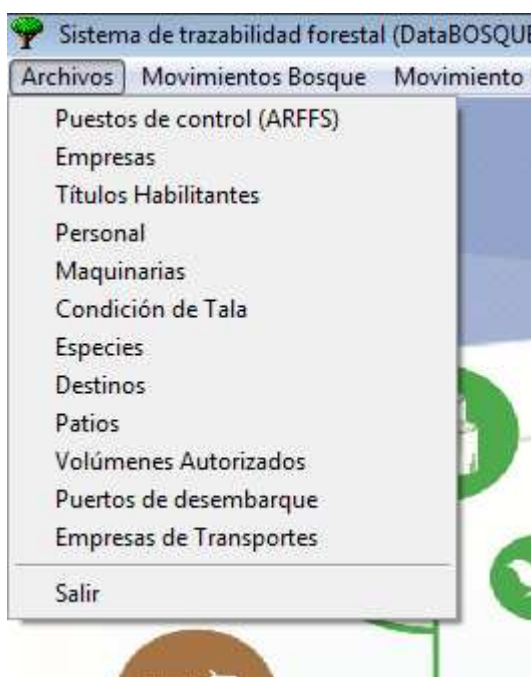 Sistema de trazabilidad forestal (DataBOSQUE
Archivos Movimientos Bosque Movimiento
Puestos de control (ARFFS)
Empresas
Títulos Habilitantes
Personal
Maquinarias
Condición de Tala
Especies
Destinos
Patios
Volúmenes Autorizados
Puertos de desembarque
Empresas de Transportes
Salir